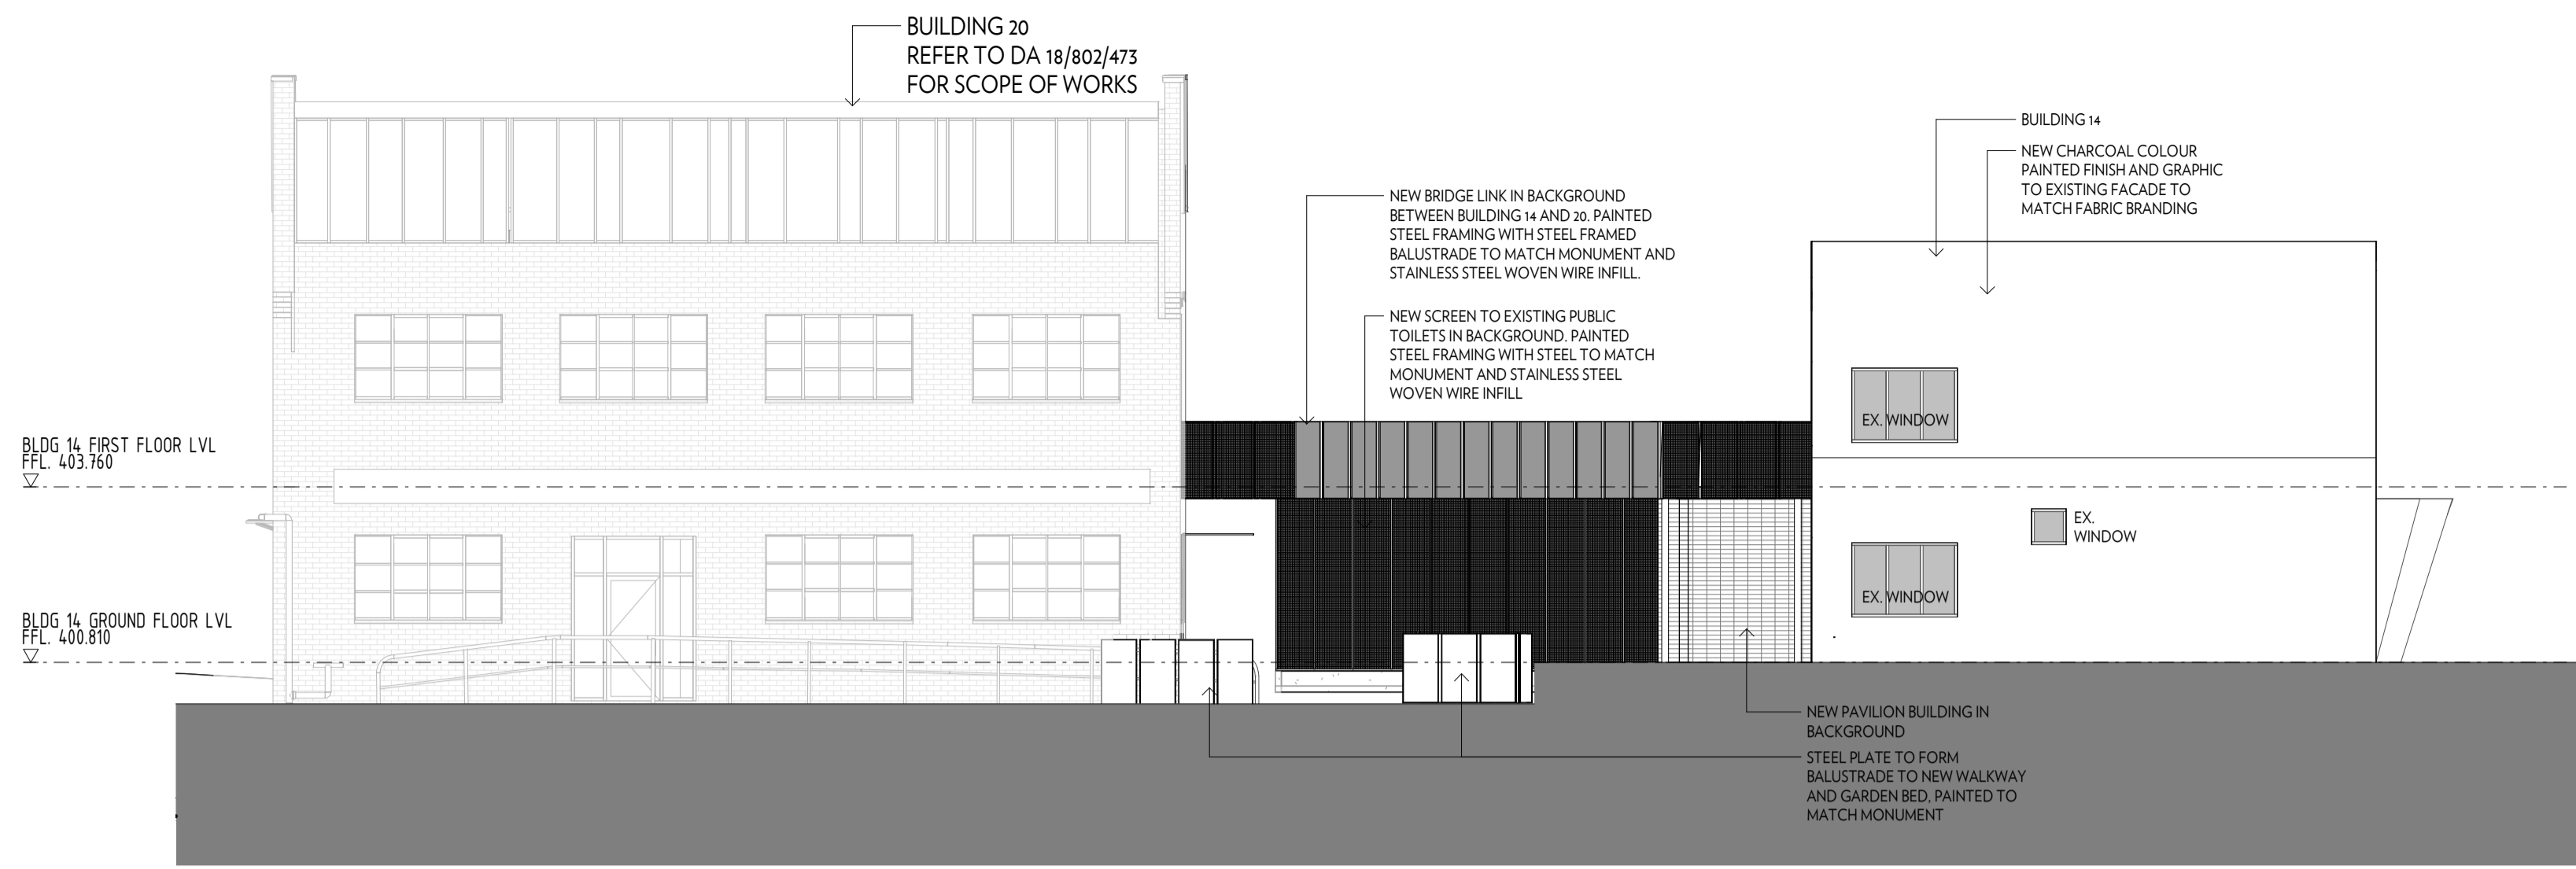 BUILDING 20
REFER TO DA 18/802/473
FOR SCOPE OF WORKS
BUILDING 14
NEW CHARCOAL COLOUR
PAINTED FINISH AND GRAPHIC
TO EXISTING FACADE TO
MATCH FABRIC BRANDING
NEW BRIDGE LINK IN BACKGROUND
BETWEEN BUILDING 14 AND 20. PAINTED
STEEL FRAMING WITH STEEL FRAMED
BALUSTRADE TO MATCH MONUMENT AND
STAINLESS STEEL WOVEN WIRE INFILL.
NEW SCREEN TO EXISTING PUBLIC
TOILETS IN BACKGROUND. PAINTED
STEEL FRAMING WITH STEEL TO MATCH
MONUMENT AND STAINLESS STEEL
WOVEN WIRE INFILL
EX. WINDOW
BLDG 14 FIRST FLOOR LVL
FFL. 403.760
EX.
WINDOW
EX. WINDOW
BLDG 14 GROUND FLOOR LVL
FFL. 400.810
NEW PAVILION BUILDING IN
BACKGROUND
STEEL PLATE TO FORM
BALUSTRADE TO NEW WALKWAY
AND GARDEN BED, PAINTED TO
MATCH MONUMENT